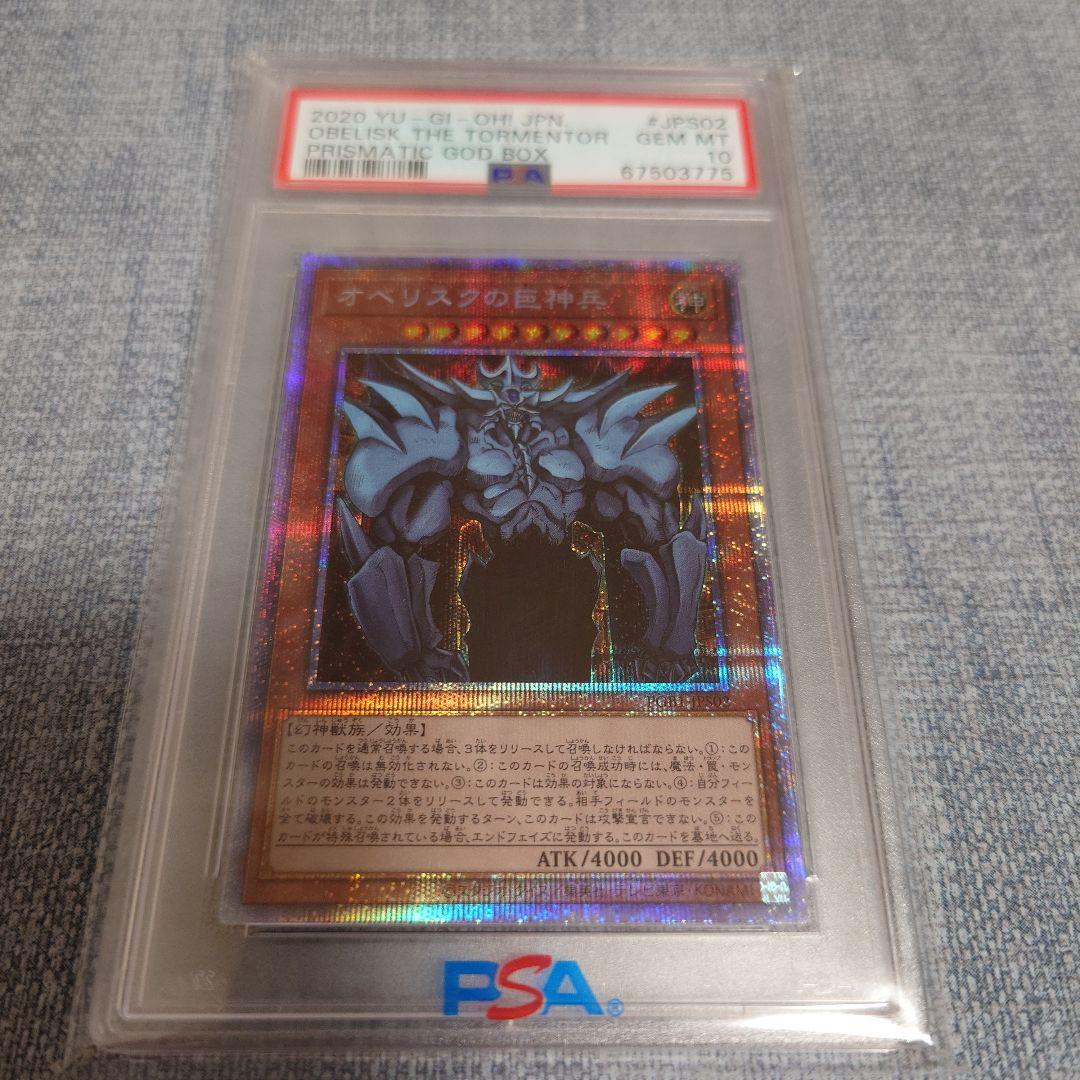 2020 YU-GI-OH! JPN. #JPS02
OBELISK THE TORMENTOR GEM MT
PRISMATIC GOD BOX 10
PSA 67503775
オベリスクの巨神兵 神
PGB1-JPS02
【幻神獣族/効果】
このカードを通常召喚する場合、3体をリリースして召喚しなければならない。①:この
カードの召喚は無効化されない。②:このカードの召喚成功時には、魔法・罠・モン
スターの効果は発動できない。③:このカードは効果の対象にならない。④:自分フィ
ールドのモンスター2体をリリースして発動できる。相手フィールドのモンスターを
全て破壊する。この効果を発動するターン、このカードは攻撃宣言できない。⑤:この
カードが特殊召喚されている場合、エンドフェイズに発動する。このカードを墓地へ送る。
ATK/4000 DEF/4000
集英社・テレビ東京・KONAMI
PSA®